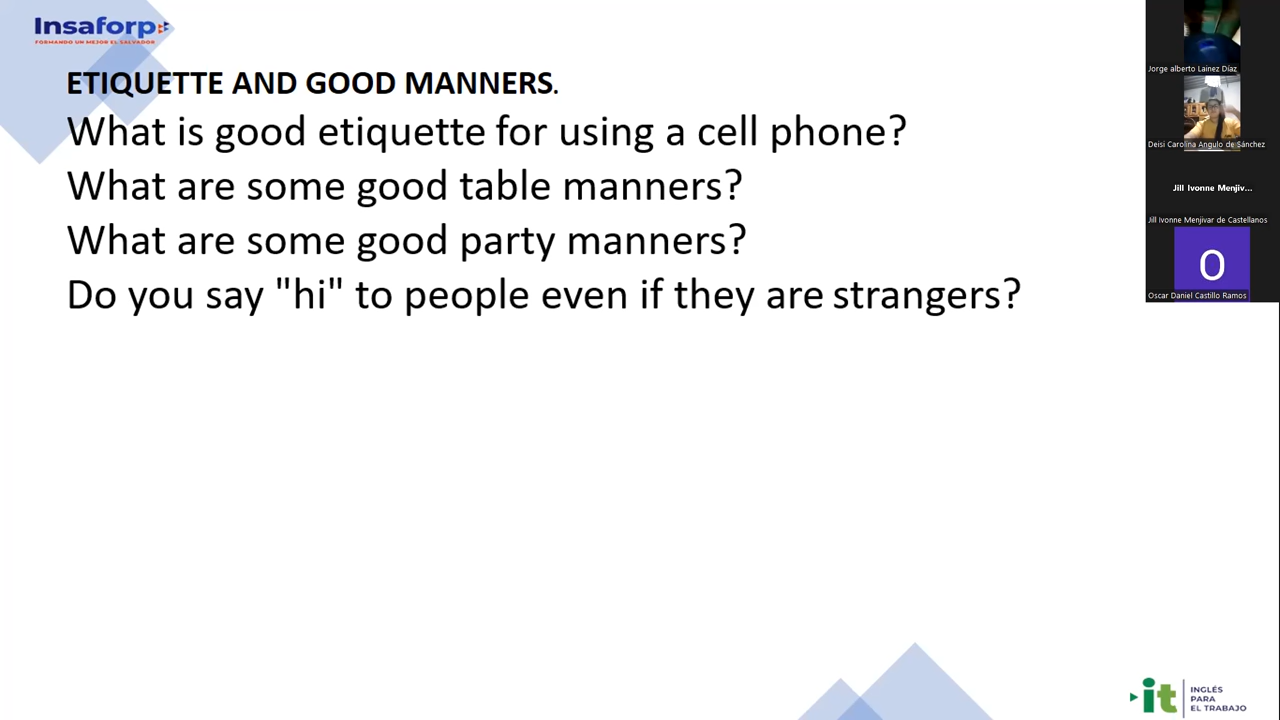 Insaforp
FORMANDO UN MEJOR EL SALVADOR
ETIQUETTE AND GOOD MANNERS.
What is good etiquette for using a cell phone?
What are some good table manners?
What are some good party manners?
Do you say "hi" to people even if they are strangers?
Jorge alberto Lainez Díaz
Deisi Carolina Angulo de Sánchez
Jill Ivonne Menjiv...
Jill Ivonne Menjivar de Castellanos
O
Oscar Daniel Castillo Ramos
it
INGLÉS
PARA
EL TRABAJO